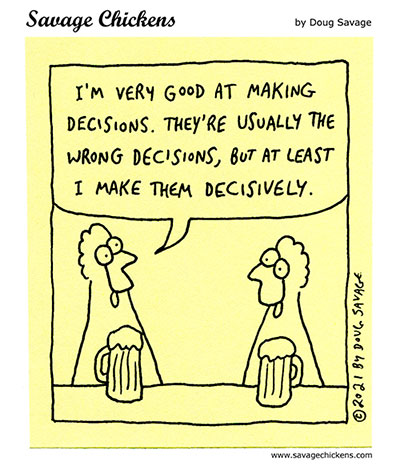 Savage Chickens
by Doug Savage
I'M VERY GOOD AT MAKING
DECISIONS. THEY'RE USUALLY THE
WRONG DECISIONS, BUT AT LEAST
I MAKE THEM DECISIVELY.
©2021 BY DOUG SAVAGE
www.savagechickens.com